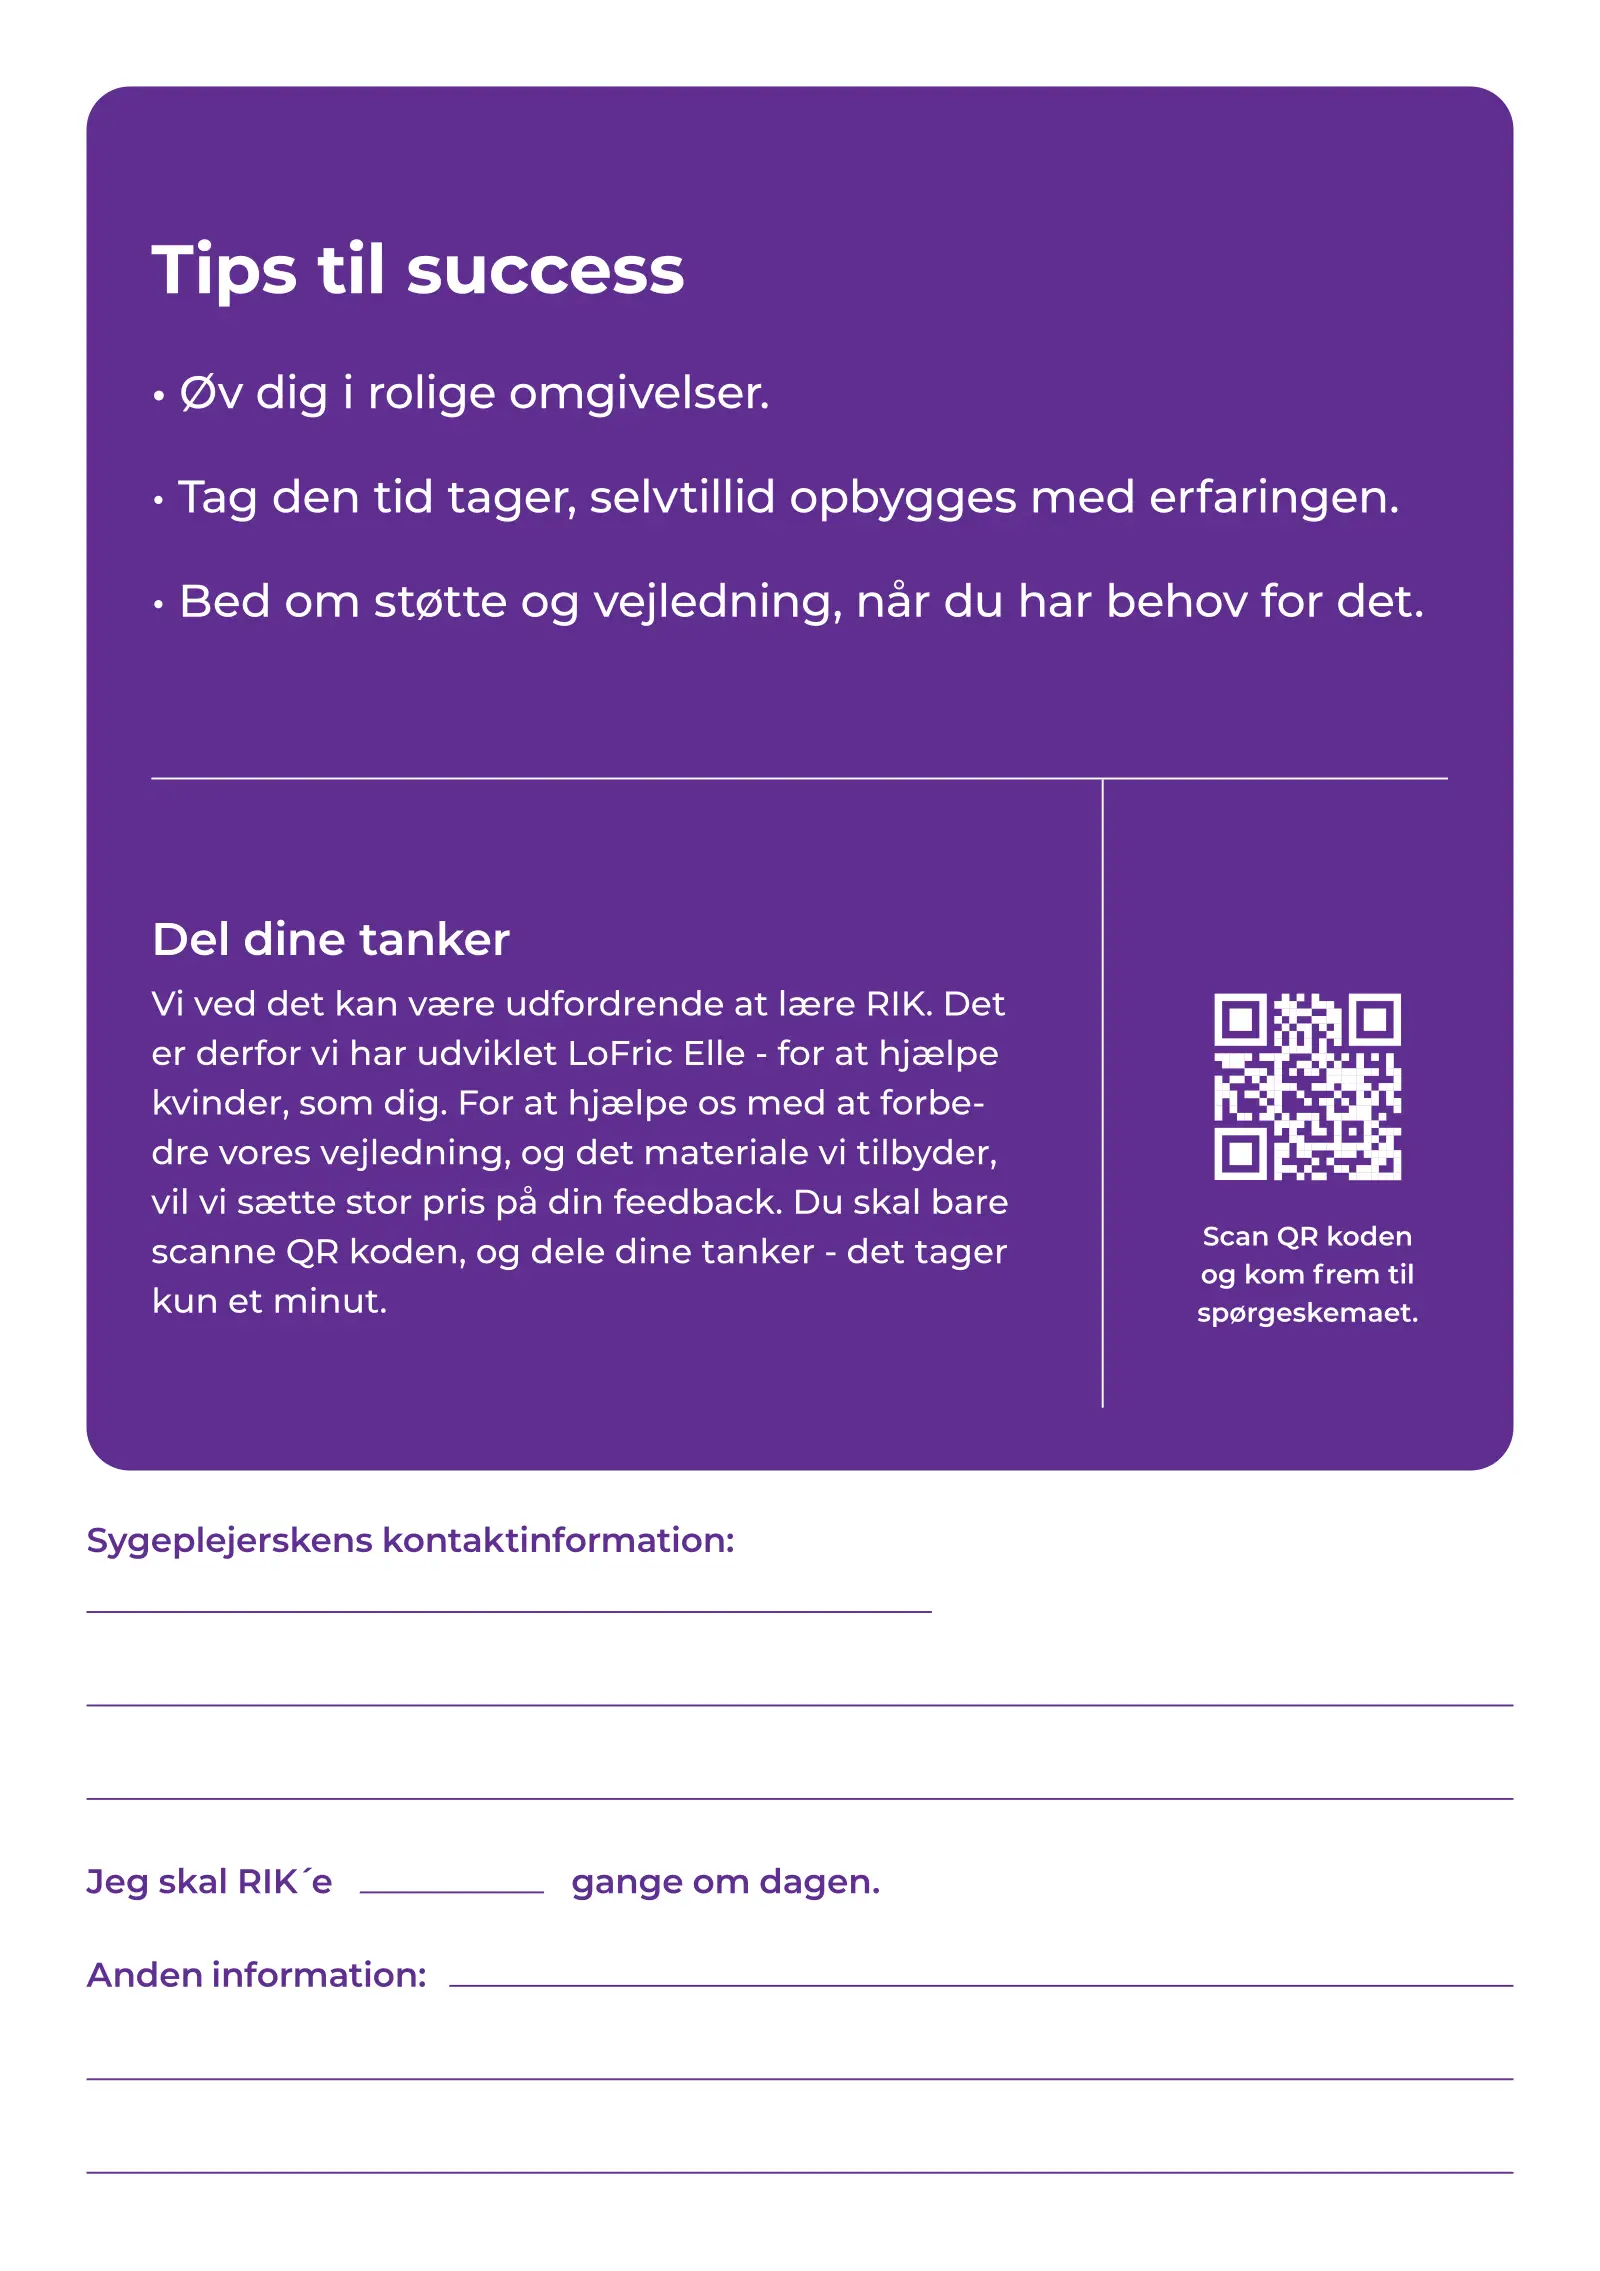 Tips til success
• Øv dig i rolige omgivelser.
• Tag den tid tager, selvtillid opbygges med erfaringen.
• Bed om støtte og vejledning, når du har behov for det.
Del dine tanker
Vi ved det kan være udfordrende at lære RIK. Det
er derfor vi har udviklet LoFric Elle - for at hjælpe
kvinder, som dig. For at hjælpe os med at forbe-
dre vores vejledning, og det materiale vi tilbyder,
vil vi sætte stor pris på din feedback. Du skal bare
scanne QR koden, og dele dine tanker - det tager
kun et minut.
Scan QR koden
og kom frem til
spørgeskemaet.
Sygeplejerskens kontaktinformation:
Jeg skal RIK´e gange om dagen.
Anden information: